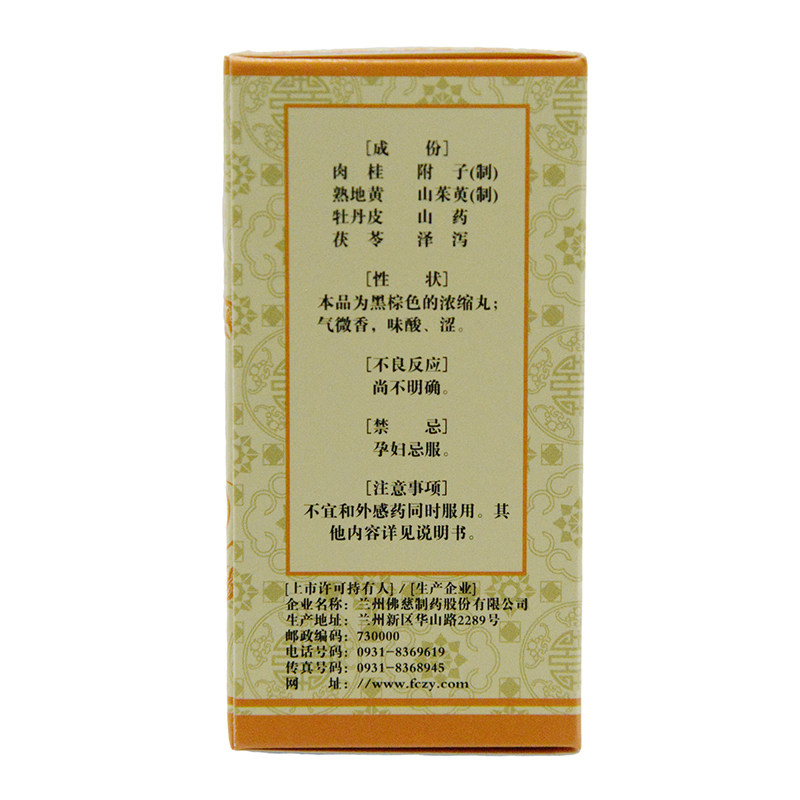 [成 份]
肉 桂 附 子(制)
熟地黄 山茱萸(制)
牡丹皮 山 药
茯 苓 泽 泻
[性 状]
本品为黑棕色的浓缩丸；
气微香，味酸、涩。
[不良反应]
尚不明确。
[禁 忌]
孕妇忌服。
[注意事项]
不宜和外感药同时服用。其
他内容详见说明书。
[上市许可持有人] / [生产企业]
企业名称：兰州佛慈制药股份有限公司
生产地址：兰州新区华山路2289号
邮政编码：730000
电话号码：0931-8369619
传真号码：0931-8368945
网 址：//www.fczy.com